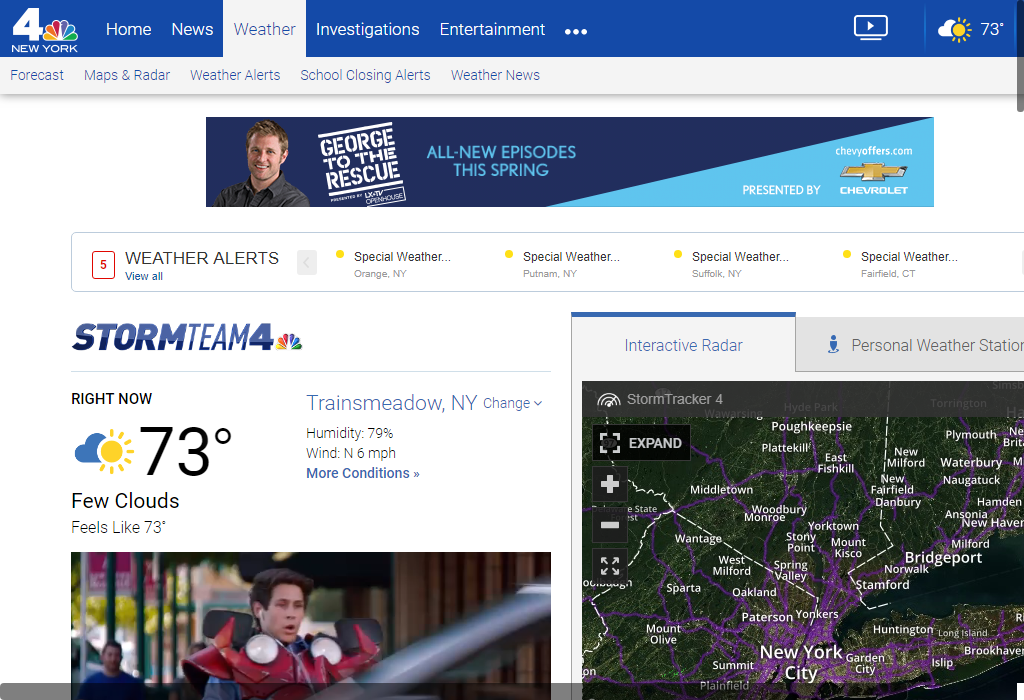 4
NEW YORK
Home
News
Weather
Investigations
Entertainment
73°
Forecast
Maps & Radar
Weather Alerts
School Closing Alerts
Weather News
GEORGE
TO THE
RESCUE
PRESENTED BY LX•TV
OPENHOUSE
ALL-NEW EPISODES
THIS SPRING
chevyoffers.com
PRESENTED BY
CHEVROLET
5
WEATHER ALERTS
View all
Special Weather...
Orange, NY
Special Weather...
Putnam, NY
Special Weather...
Suffolk, NY
Special Weather...
Fairfield, CT
STORMTEAM4
Interactive Radar
Personal Weather Station
RIGHT NOW
73°
Few Clouds
Feels Like 73°
Trainsmeadow, NY Change
Humidity: 79%
Wind: N 6 mph
More Conditions »
StormTracker 4
EXPAND
Wawarsing
Hyde Park
Torrington
Poughkeepsie
Plattekill
East
Fishkill
New
Milford
Plymouth
Waterbury
Naugatuck
New
Fairfield
Danbury
Hamden
Ansonia
New Haven
Milford
Middletown
Woodbury
Monroe
Yorktown
Stony
Point
Mount
Kisco
Wantage
West
Milford
Spring
Valley
Bridgeport
Norwalk
Stamford
Sparta
Oakland
Paterson
Yonkers
Mount
Olive
Huntington
Long Island
Brookhaven
New York
City
Garden
City
Islip
Summit
Plainfield